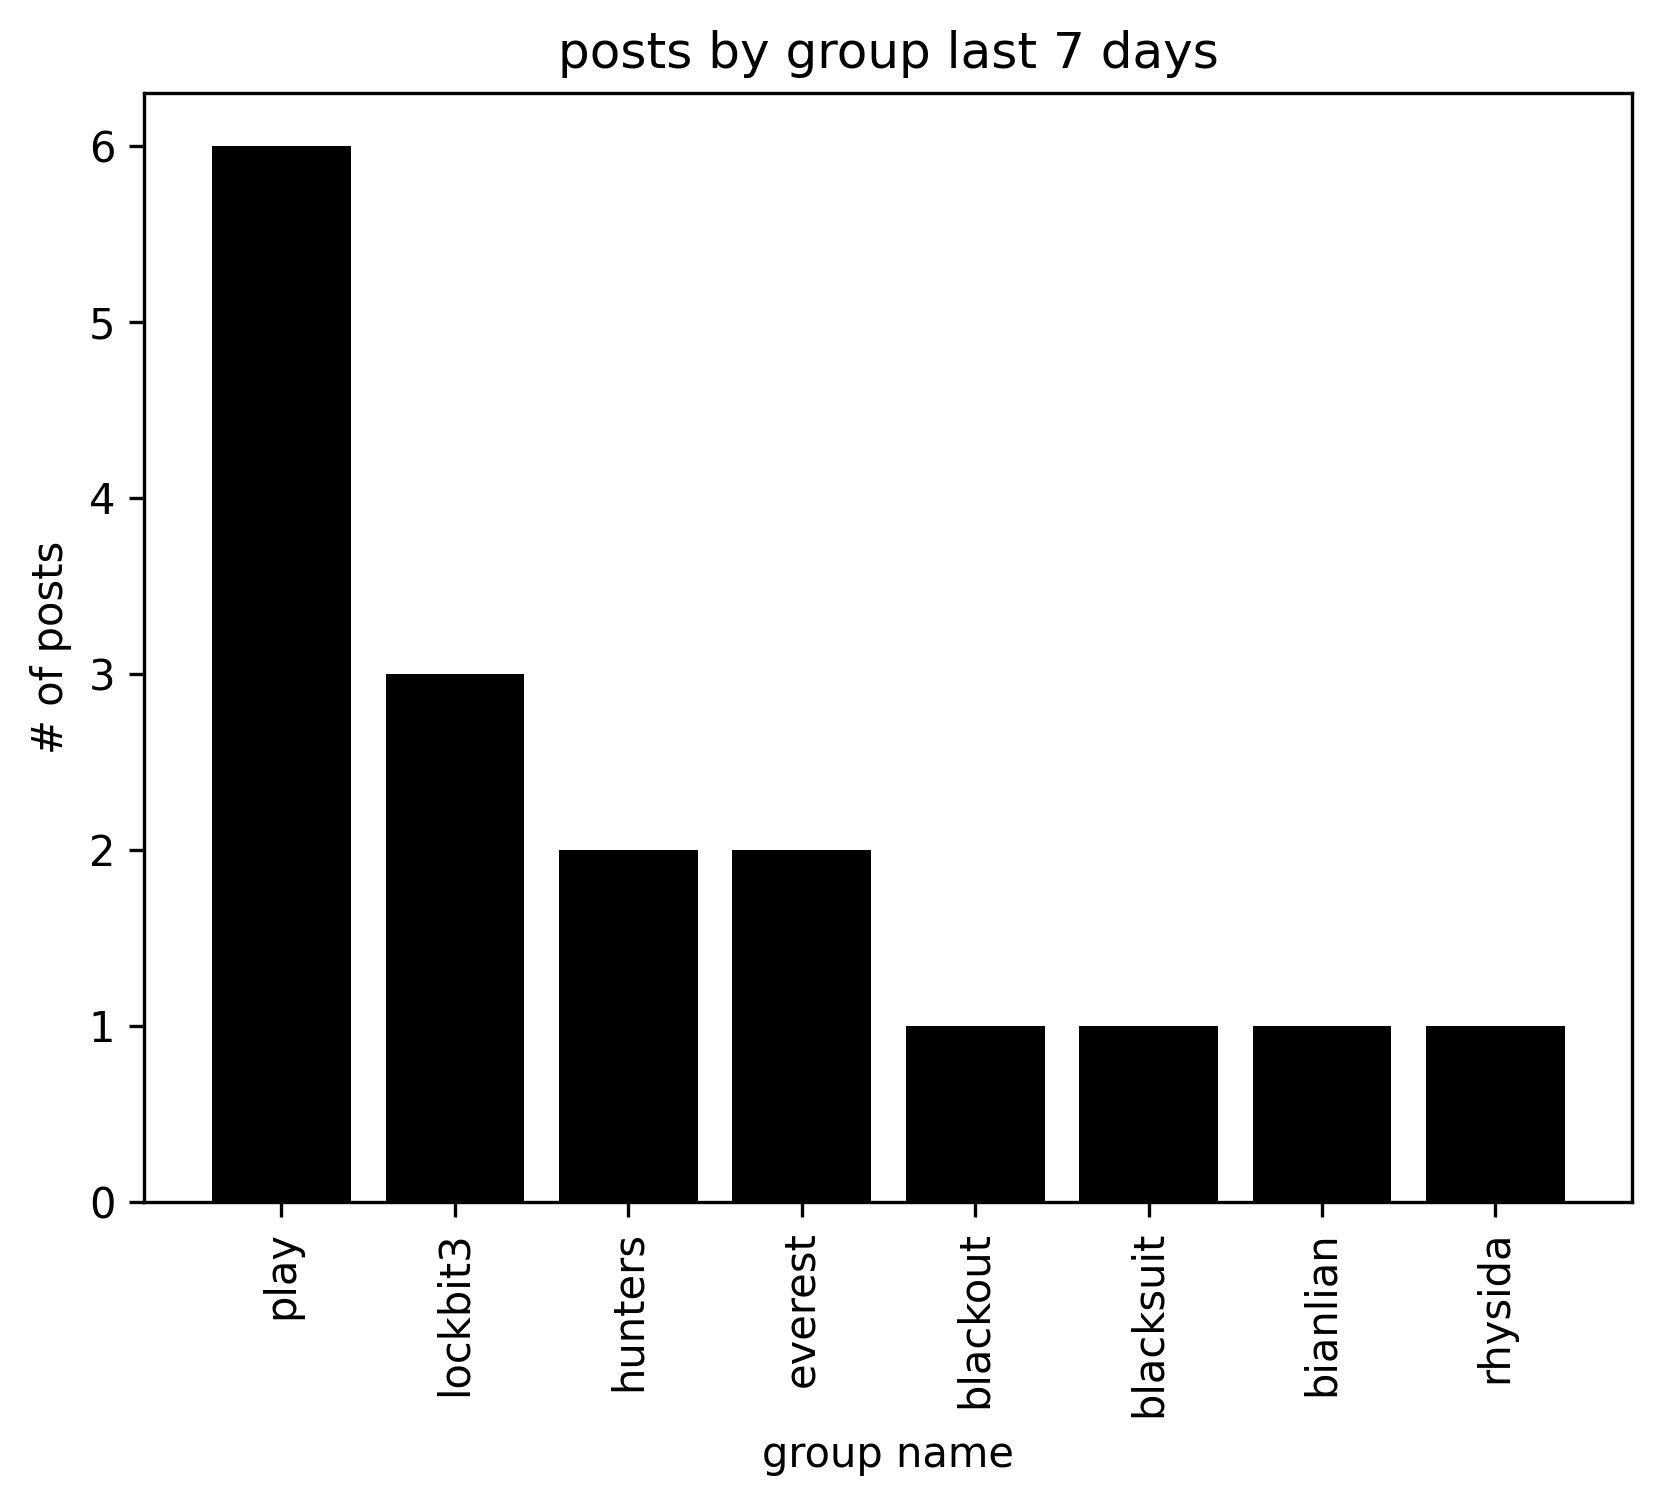 posts by group last 7 days
6
5
4
3
2
1
0
# of posts
play
lockbit3
hunters
everest
blackout
blacksuit
bianlian
rhysida
group name